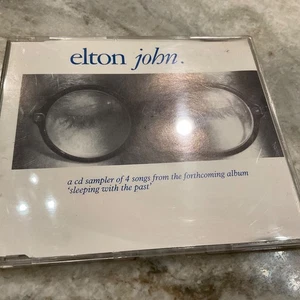 elton john.
a cd sampler of 4 songs from the forthcoming album
'sleeping with the past'